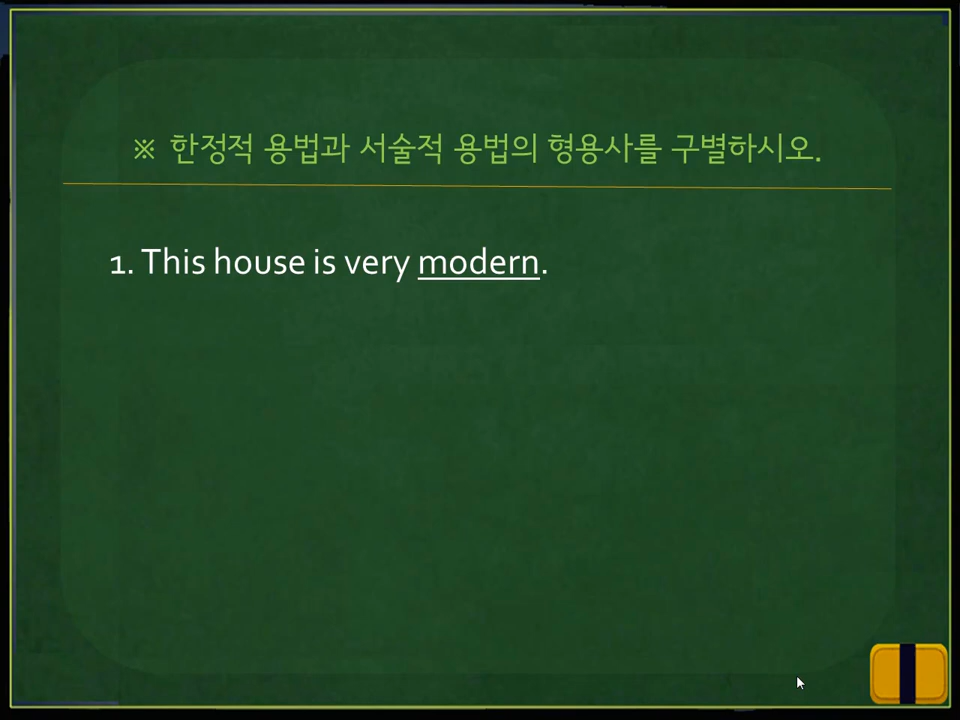 ※ 한정적 용법과 서술적 용법의 형용사를 구별하시오.
1. This house is very modern.